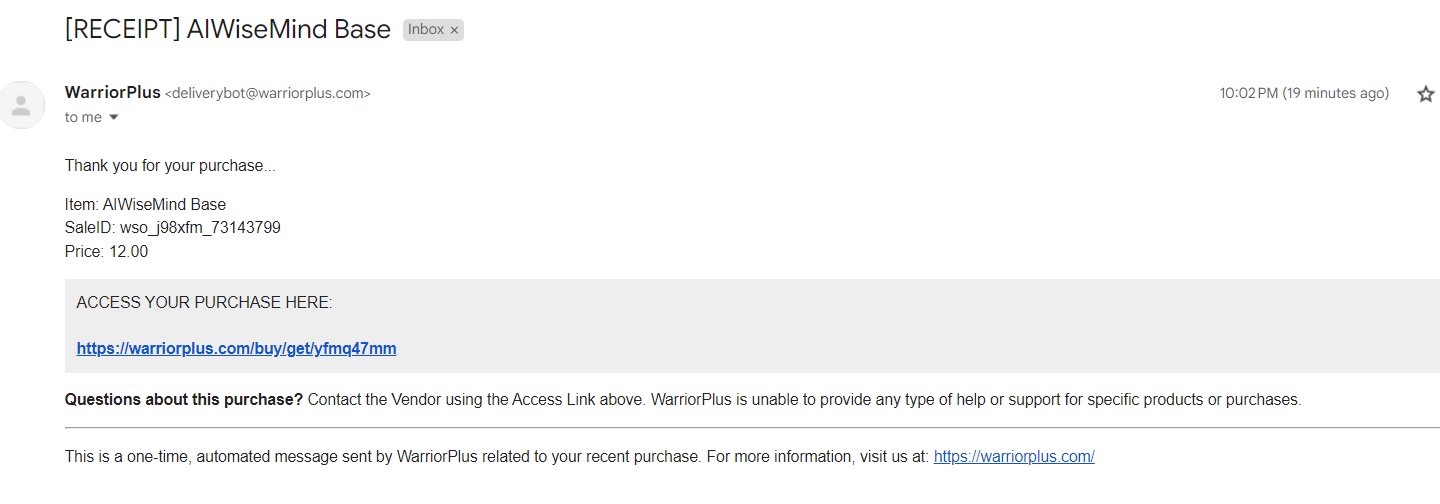 [RECEIPT] AIWiseMind Base Inbox ×
WarriorPlus <deliverybot@warriorplus.com> 10:02 PM (19 minutes ago)
to me
Thank you for your purchase...
Item: AIWiseMind Base
SaleID: wso_j98xfm_73143799
Price: 12.00
ACCESS YOUR PURCHASE HERE:
https://warriorplus.com/buy/get/yfmq47mm
Questions about this purchase? Contact the Vendor using the Access Link above. WarriorPlus is unable to provide any type of help or support for specific products or purchases.
This is a one-time, automated message sent by WarriorPlus related to your recent purchase. For more information, visit us at: https://warriorplus.com/